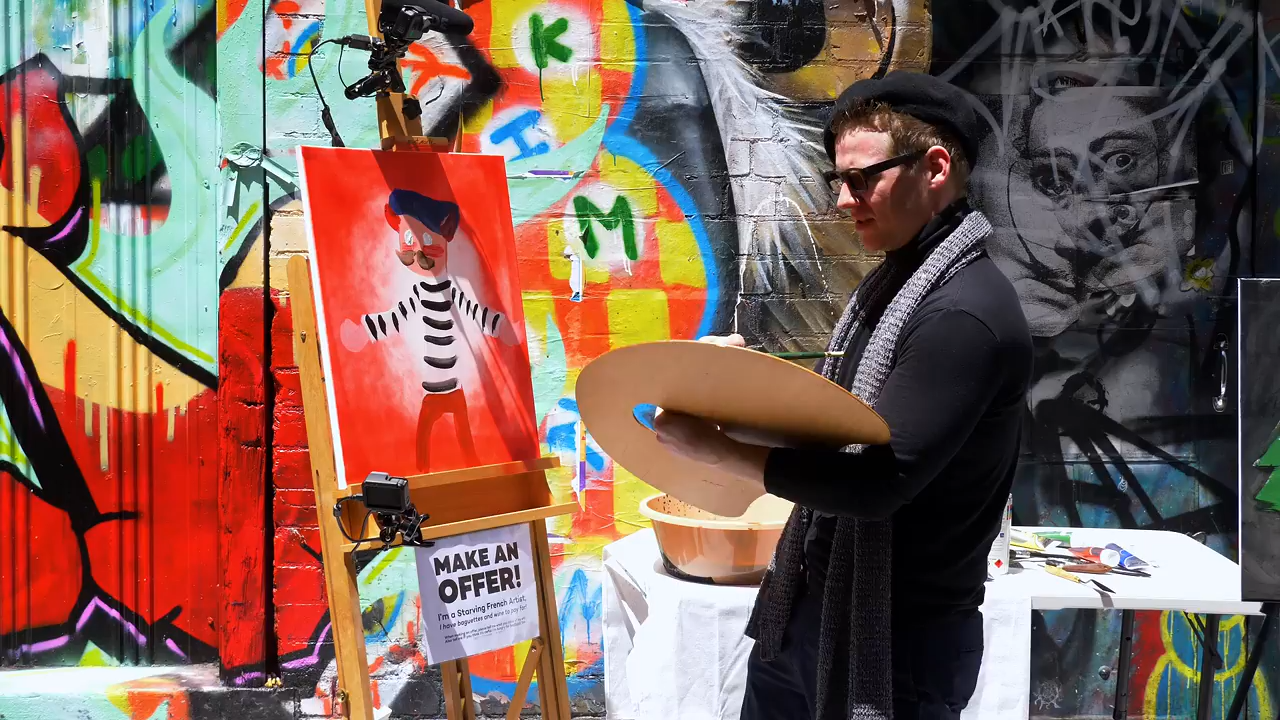 K
I
M
MAKE AN
OFFER!
I'm a Starving French Artist,
I have baguettes and wine to pay for!